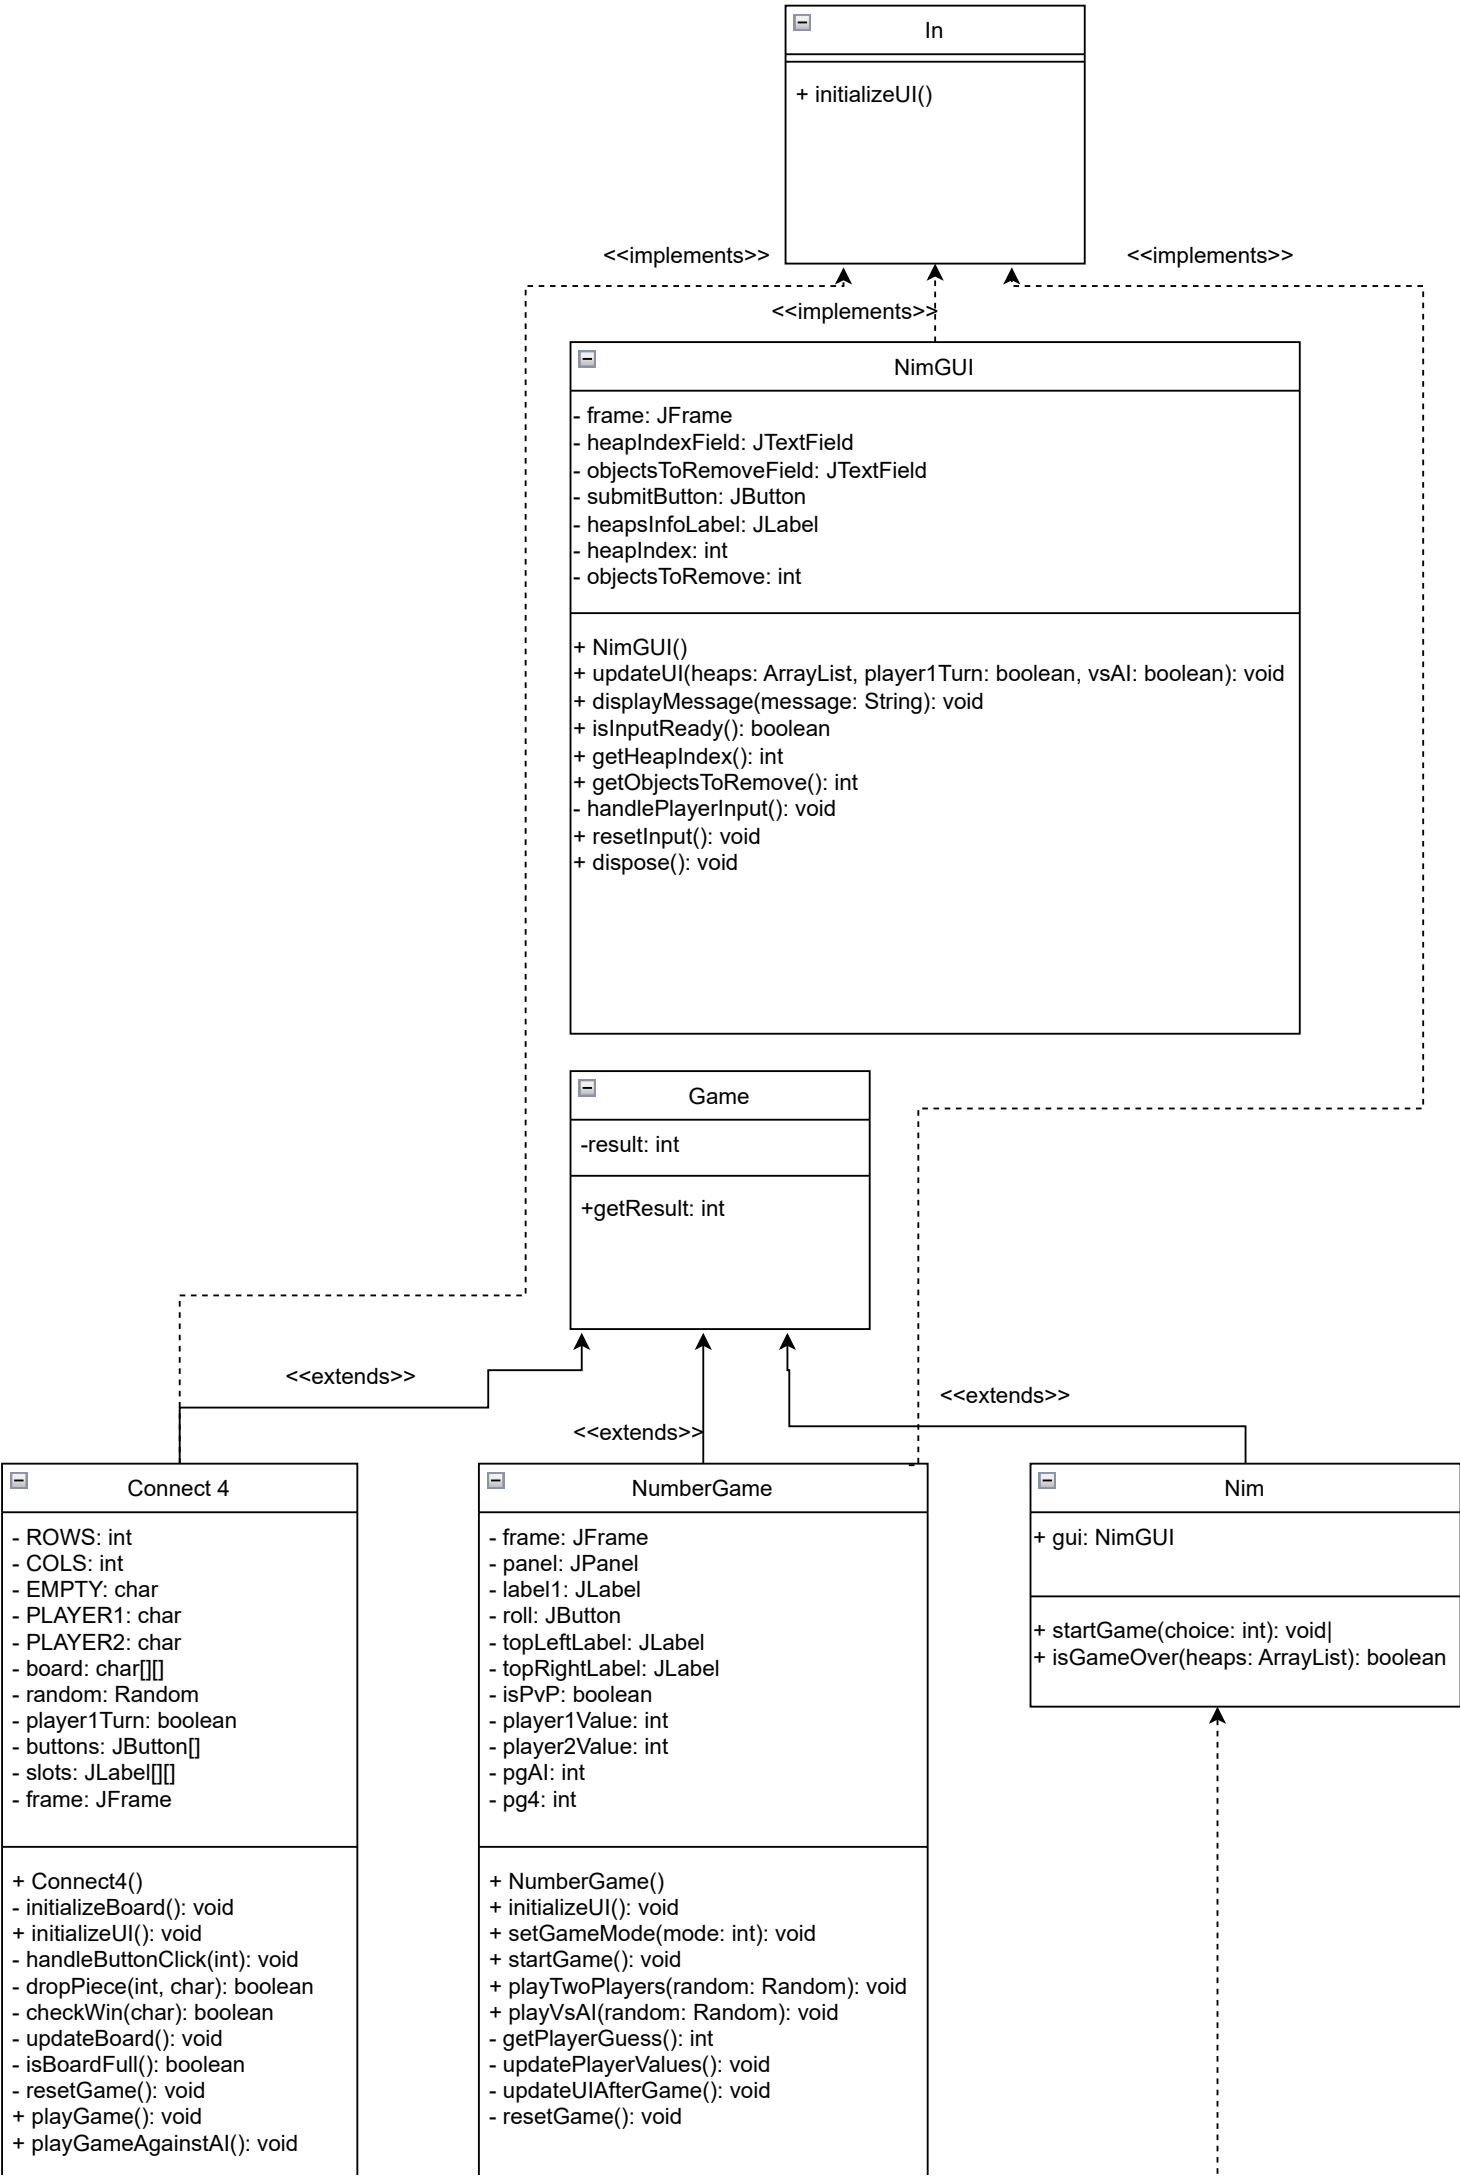 In
+ initializeUI()
<<implements>>
<<implements>>
<<implements>>
NimGUI
- frame: JFrame
- heapIndexField: JTextField
- objectsToRemoveField: JTextField
- submitButton: JButton
- heapsInfoLabel: JLabel
- heapIndex: int
- objectsToRemove: int
+ NimGUI()
+ updateUI(heaps: ArrayList, player1Turn: boolean, vsAI: boolean): void
+ displayMessage(message: String): void
+ isInputReady(): boolean
+ getHeapIndex(): int
+ getObjectsToRemove(): int
- handlePlayerInput(): void
+ resetInput(): void
+ dispose(): void
Game
-result: int
+getResult: int
<<extends>>
<<extends>>
<<extends>>
Connect 4
- ROWS: int
- COLS: int
- EMPTY: char
- PLAYER1: char
- PLAYER2: char
- board: char[][]
- random: Random
- player1Turn: boolean
- buttons: JButton[]
- slots: JLabel[][]
- frame: JFrame
+ Connect4()
- initializeBoard(): void
+ initializeUI(): void
- handleButtonClick(int): void
- dropPiece(int, char): boolean
- checkWin(char): boolean
- updateBoard(): void
- isBoardFull(): boolean
- resetGame(): void
+ playGame(): void
+ playGameAgainstAI(): void
NumberGame
- frame: JFrame
- panel: JPanel
- label1: JLabel
- roll: JButton
- topLeftLabel: JLabel
- topRightLabel: JLabel
- isPvP: boolean
- player1Value: int
- player2Value: int
- pgAI: int
- pg4: int
+ NumberGame()
+ initializeUI(): void
+ setGameMode(mode: int): void
+ startGame(): void
+ playTwoPlayers(random: Random): void
+ playVsAI(random: Random): void
- getPlayerGuess(): int
- updatePlayerValues(): void
- updateUIAfterGame(): void
- resetGame(): void
Nim
+ gui: NimGUI
+ startGame(choice: int): void|
+ isGameOver(heaps: ArrayList): boolean